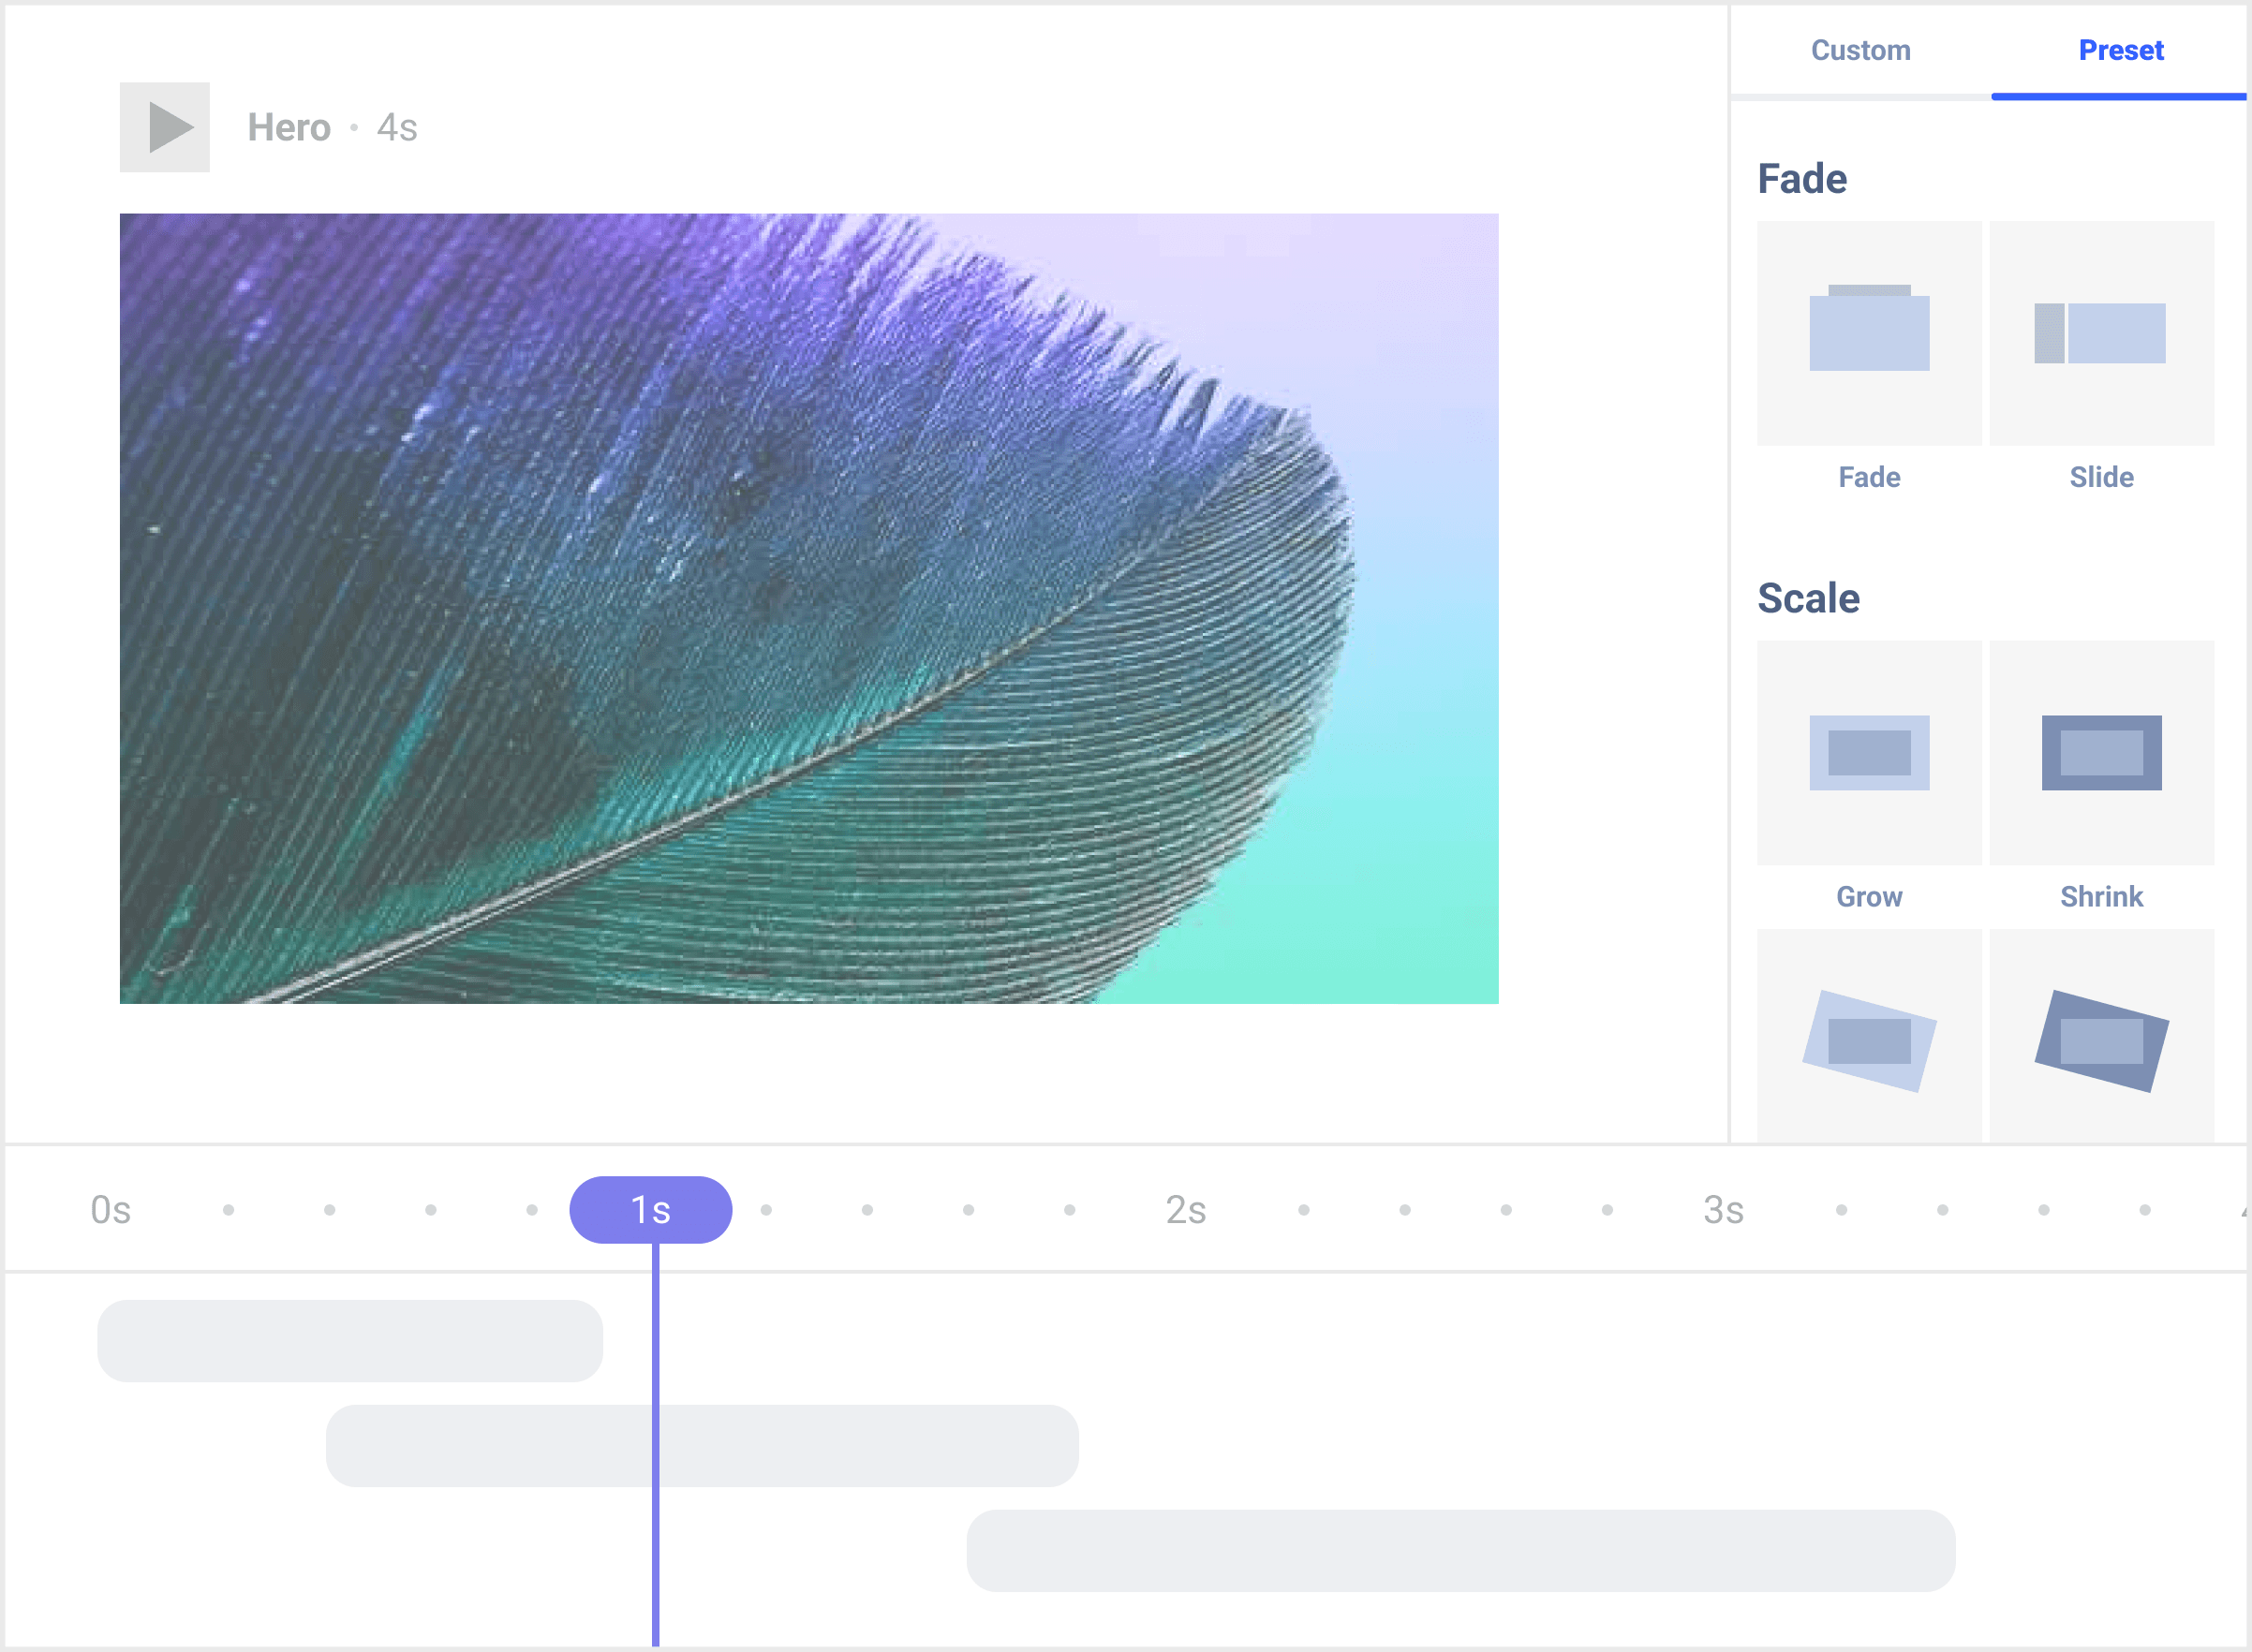 Custom Preset
Hero • 4s
Fade
Fade Slide
Scale
Grow Shrink
0s 1s 2s 3s